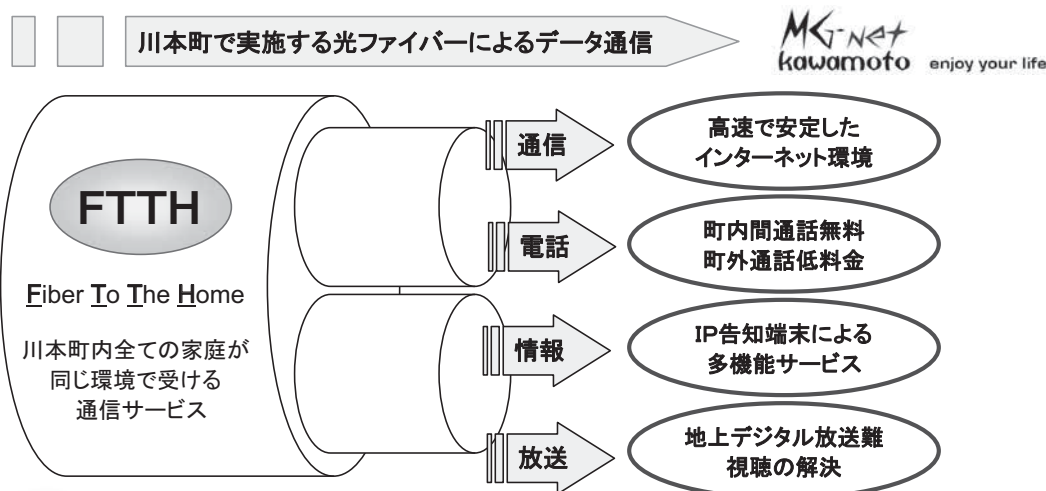 川本町で実施する光ファイバーによるデータ通信
MG-Net
kawamoto enjoy your life
FTTH
Fiber To The Home
川本町内全ての家庭が
同じ環境で受ける
通信サービス
通信
高速で安定した
インターネット環境
電話
町内間通話無料
町外通話低料金
情報
IP告知端末による
多機能サービス
放送
地上デジタル放送難
視聴の解決